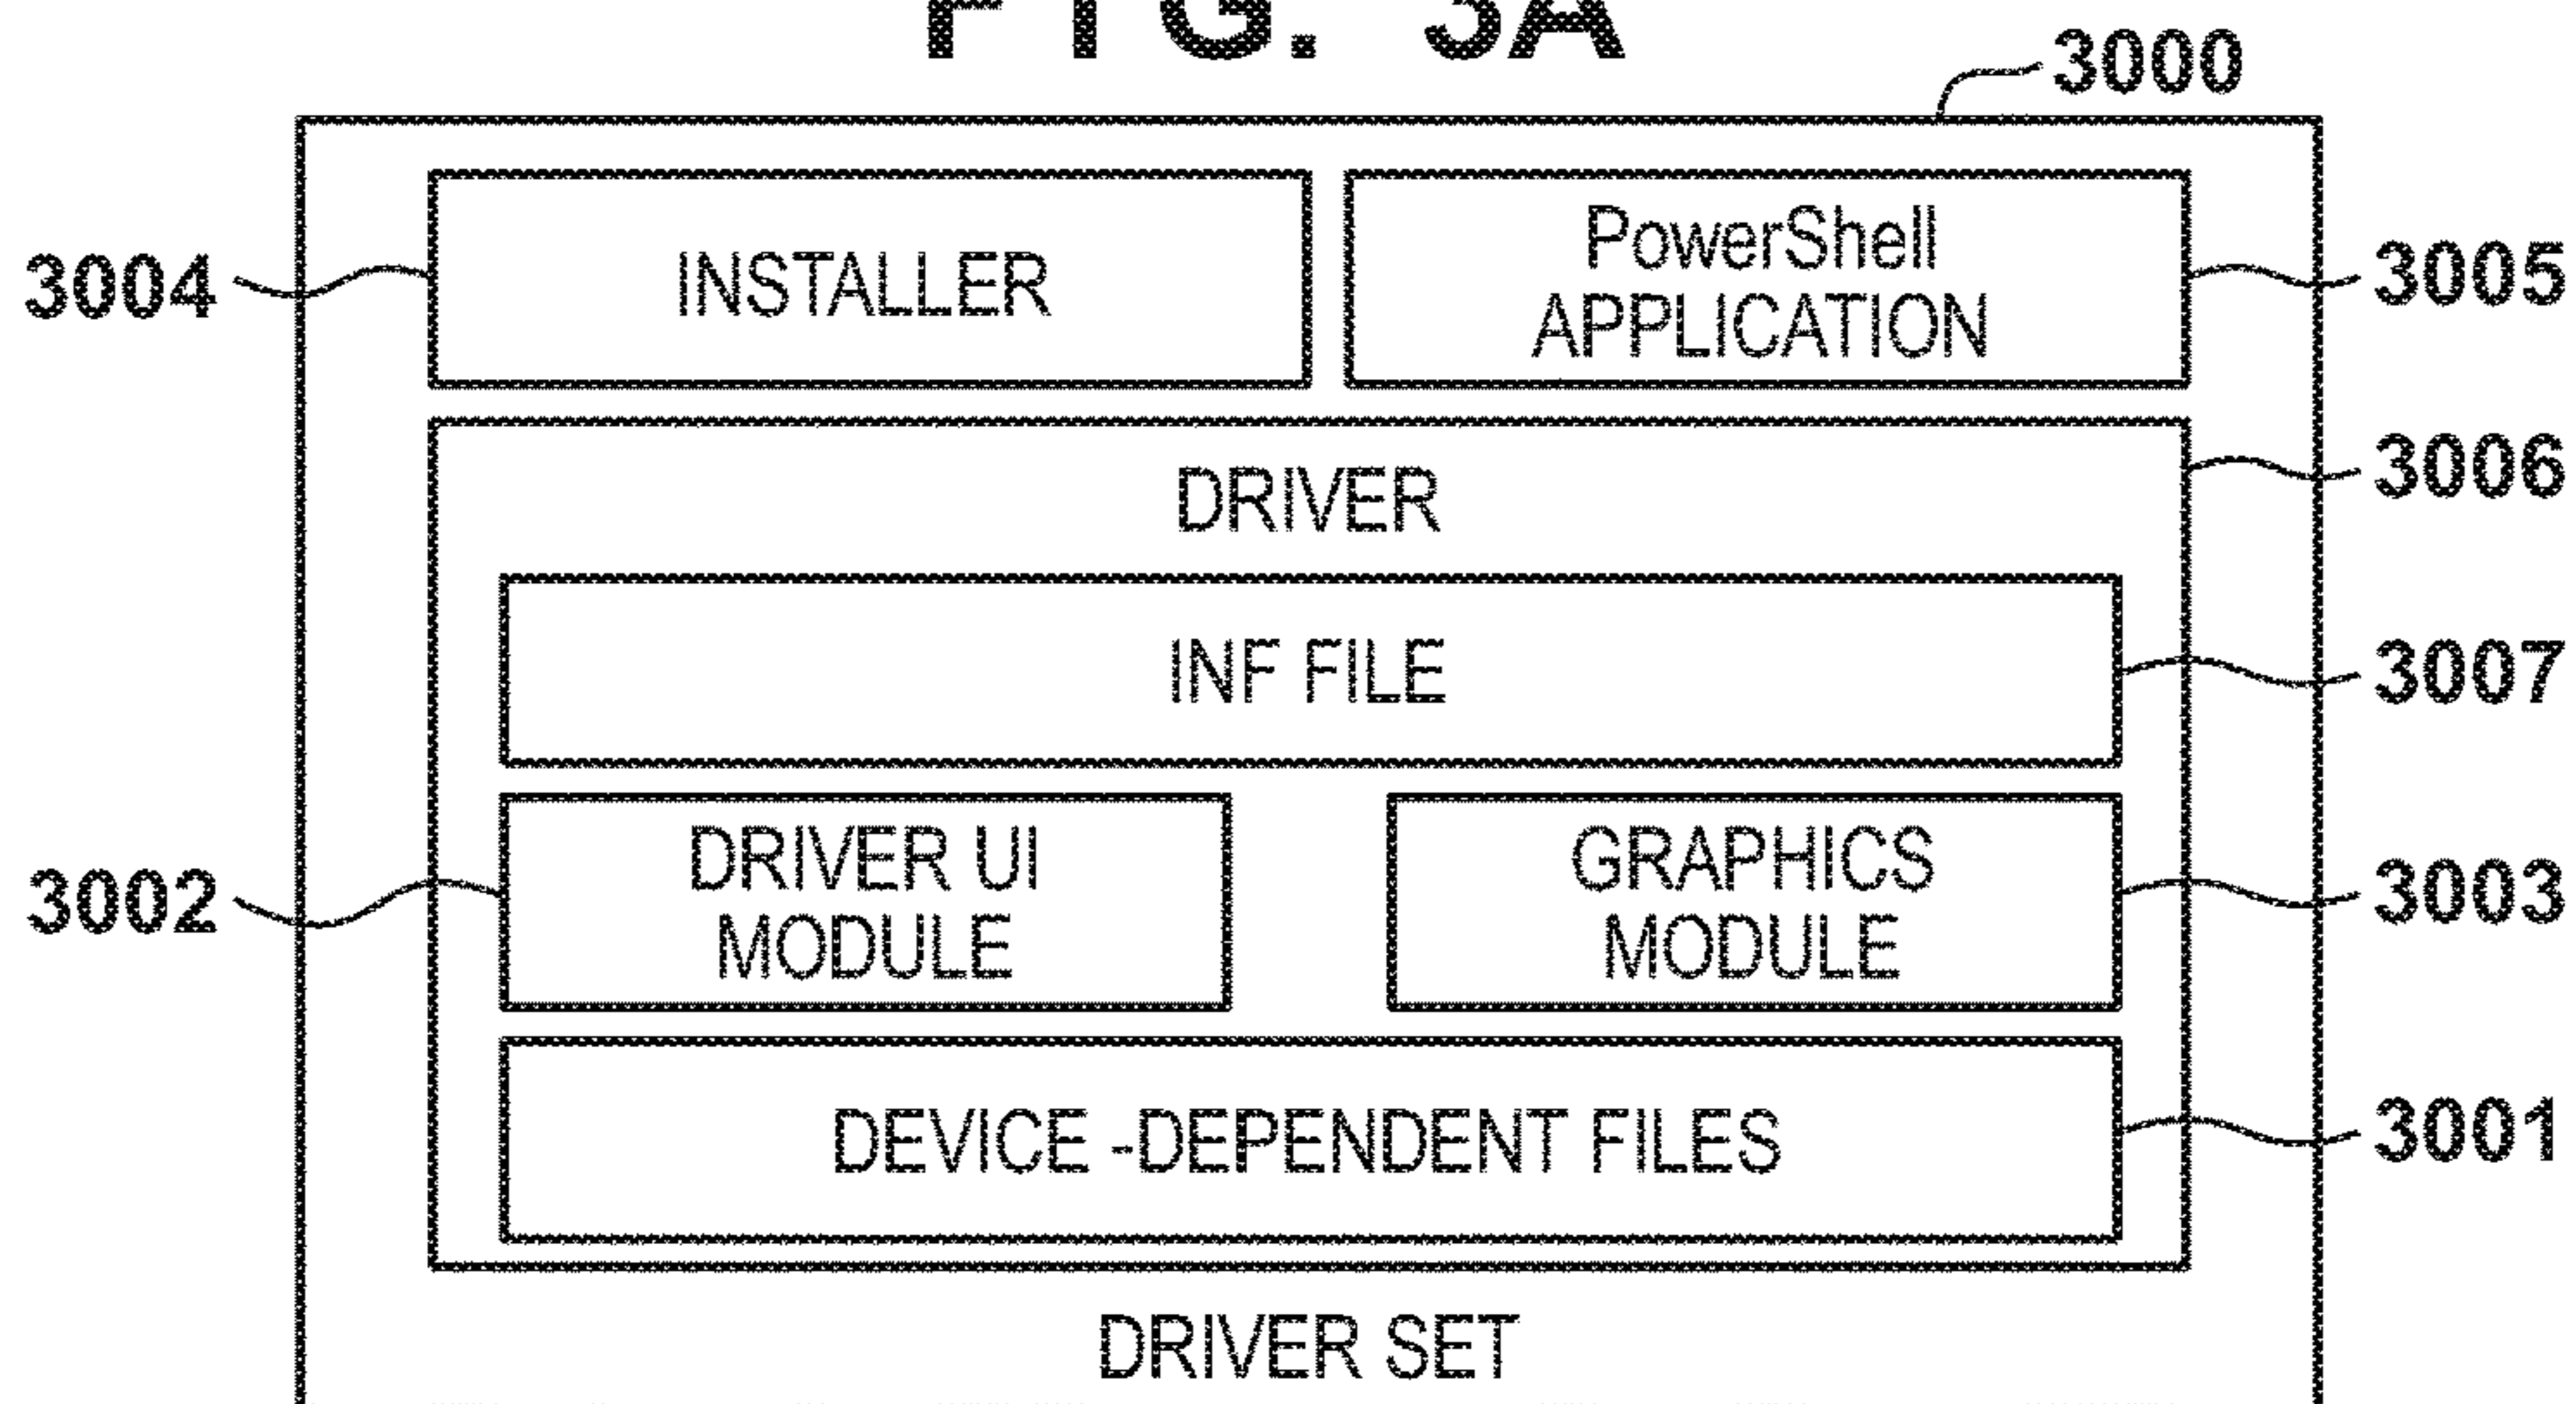 FIG. 3A
3000
INSTALLER
PowerShell
APPLICATION
3004
3005
DRIVER
3006
INF FILE
3007
DRIVER UI
MODULE
GRAPHICS
MODULE
3002
3003
DEVICE -DEPENDENT FILES
3001
DRIVER SET